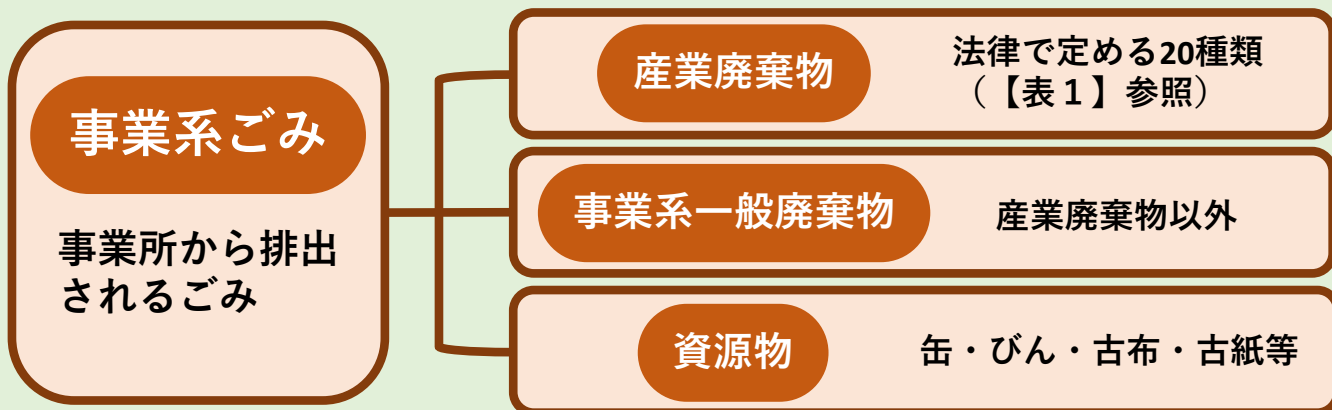 事業系ごみ
事業所から排出
されるごみ
産業廃棄物
法律で定める20種類
（【表１】参照）
事業系一般廃棄物
産業廃棄物以外
資源物
缶・びん・古布・古紙等